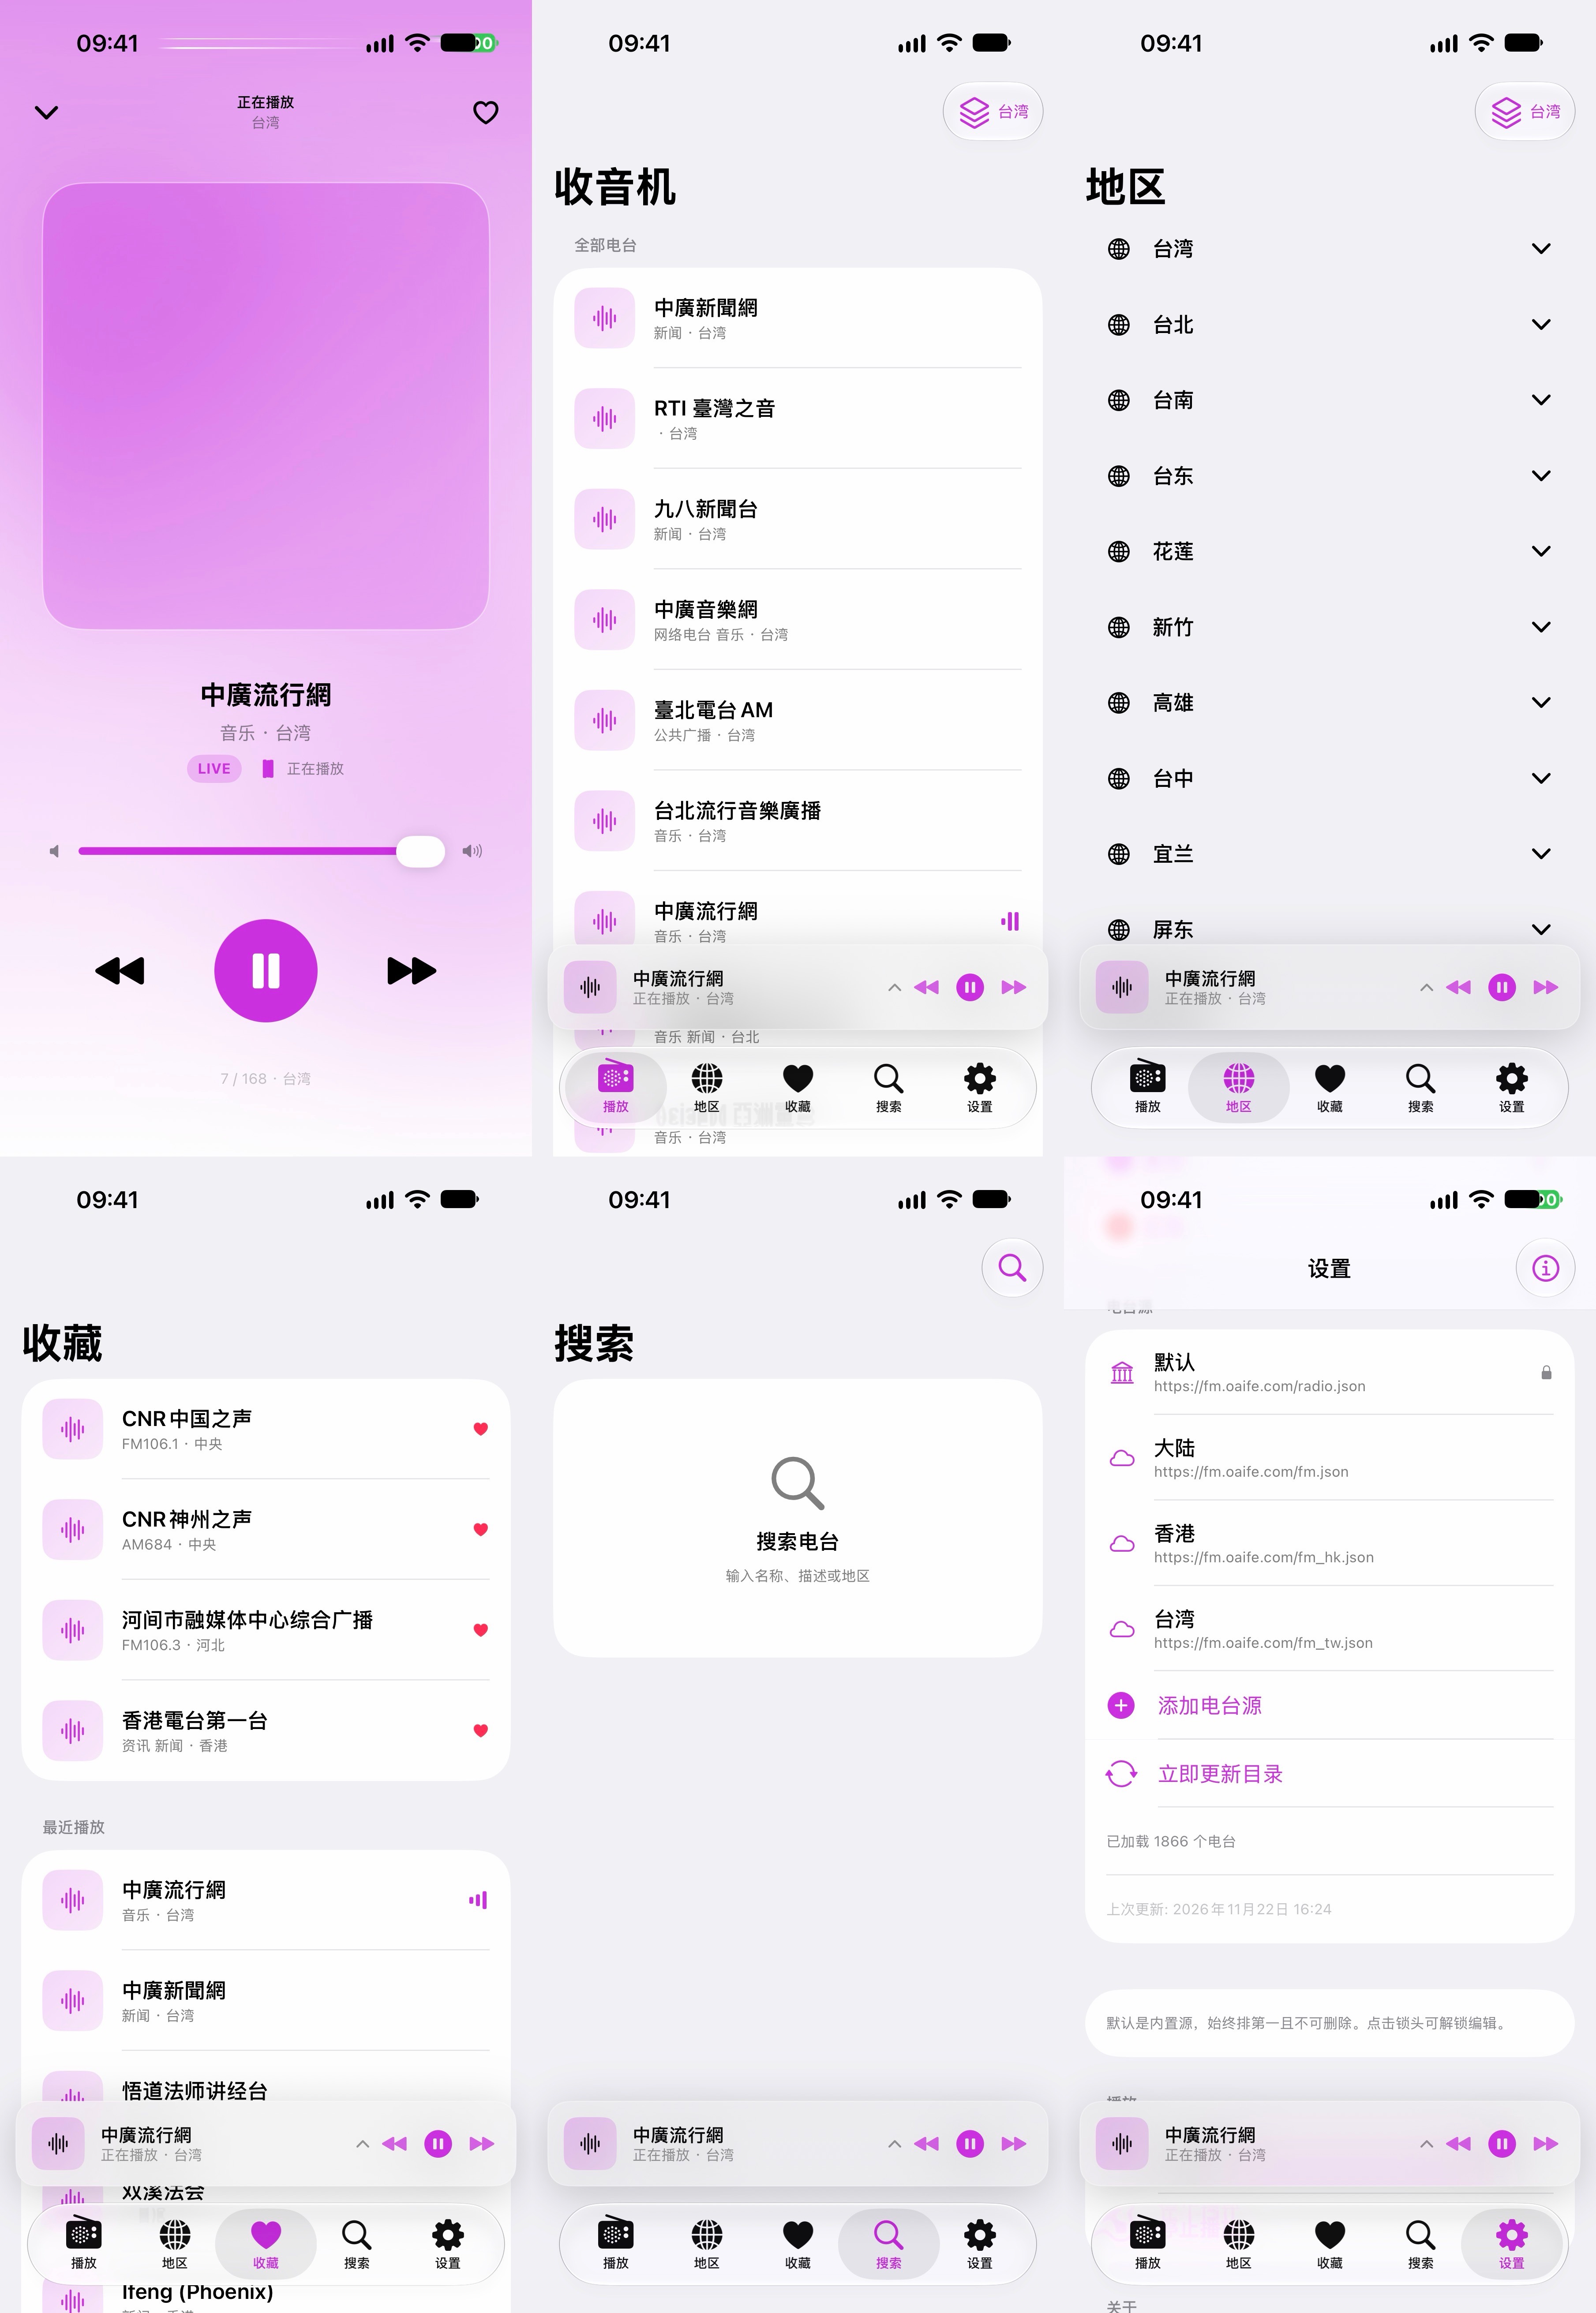 09:41
正在播放
台湾
中廣流行網
音乐 · 台湾
LIVE 正在播放
7 / 168 · 台湾
09:41
台湾
收音机
全部电台
中廣新聞網
新闻 · 台湾
RTI 臺灣之音
· 台湾
九八新聞台
新闻 · 台湾
中廣音樂網
网络电台 音乐 · 台湾
臺北電台AM
公共广播 · 台湾
台北流行音樂廣播
音乐 · 台湾
中廣流行網
音乐 · 台湾
中廣流行網
正在播放 · 台湾
音乐 新闻 · 台北
播放 地区 收藏 搜索 设置
音乐 · 台湾
09:41
台湾
地区
台湾
台北
台南
台东
花莲
新竹
高雄
台中
宜兰
屏东
中廣流行網
正在播放 · 台湾
播放 地区 收藏 搜索 设置
09:41
收藏
CNR中国之声
FM106.1 · 中央
CNR神州之声
AM684 · 中央
河间市融媒体中心综合广播
FM106.3 · 河北
香港電台第一台
资讯 新闻 · 香港
最近播放
中廣流行網
音乐 · 台湾
中廣新聞網
新闻 · 台湾
悟道法师讲经台
中廣流行網
正在播放 · 台湾
双溪法会
播放 地区 收藏 搜索 设置
Ifeng (Phoenix)
09:41
搜索
搜索电台
输入名称、描述或地区
中廣流行網
正在播放 · 台湾
播放 地区 收藏 搜索 设置
09:41
设置
默认
https://fm.oaife.com/radio.json
大陆
https://fm.oaife.com/fm.json
香港
https://fm.oaife.com/fm_hk.json
台湾
https://fm.oaife.com/fm_tw.json
添加电台源
立即更新目录
已加载 1866 个电台
上次更新: 2026年11月22日 16:24
默认是内置源，始终排第一且不可删除。点击锁头可解锁编辑。
中廣流行網
正在播放 · 台湾
播放 地区 收藏 搜索 设置
关于